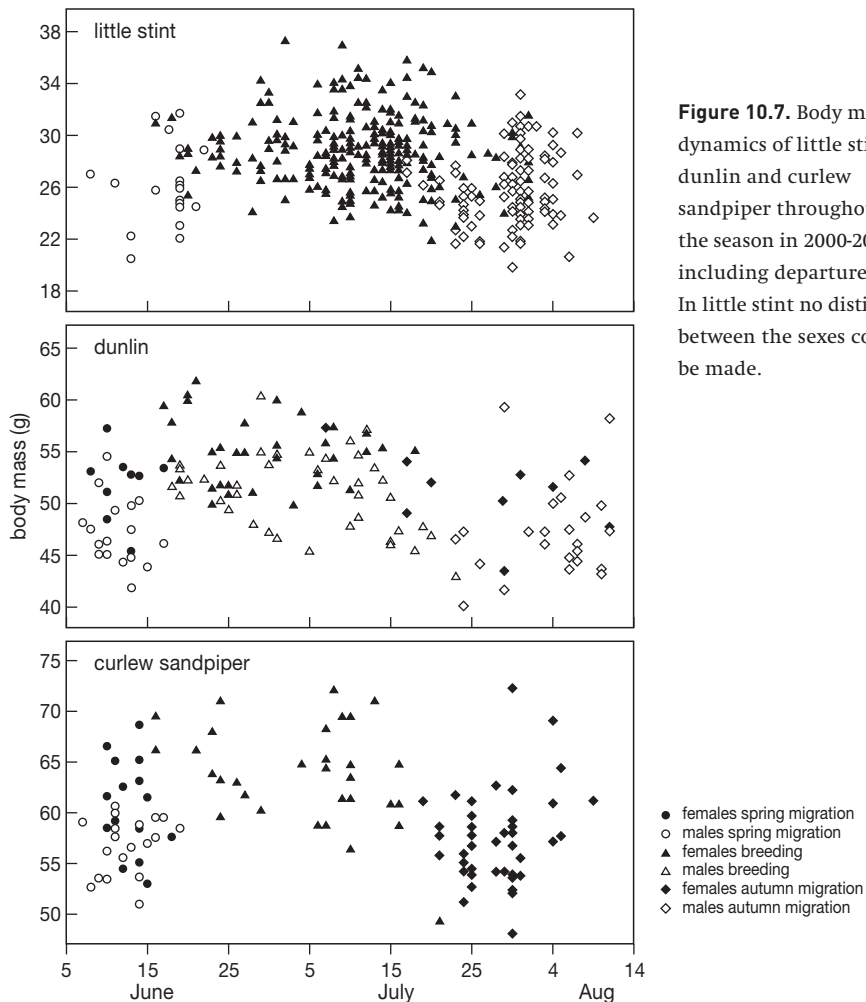 little stint
38
34
30
26
22
18
dunlin
65
60
55
50
45
40
body mass (g)
curlew sandpiper
75
70
65
60
55
50
5 15 25 5 15 25 4 14
June July Aug
Figure 10.7. Body m
dynamics of little sti
dunlin and curlew
sandpiper throughou
the season in 2000-20
including departure
In little stint no disti
between the sexes co
be made.
females spring migration
males spring migration
females breeding
males breeding
females autumn migration
males autumn migration